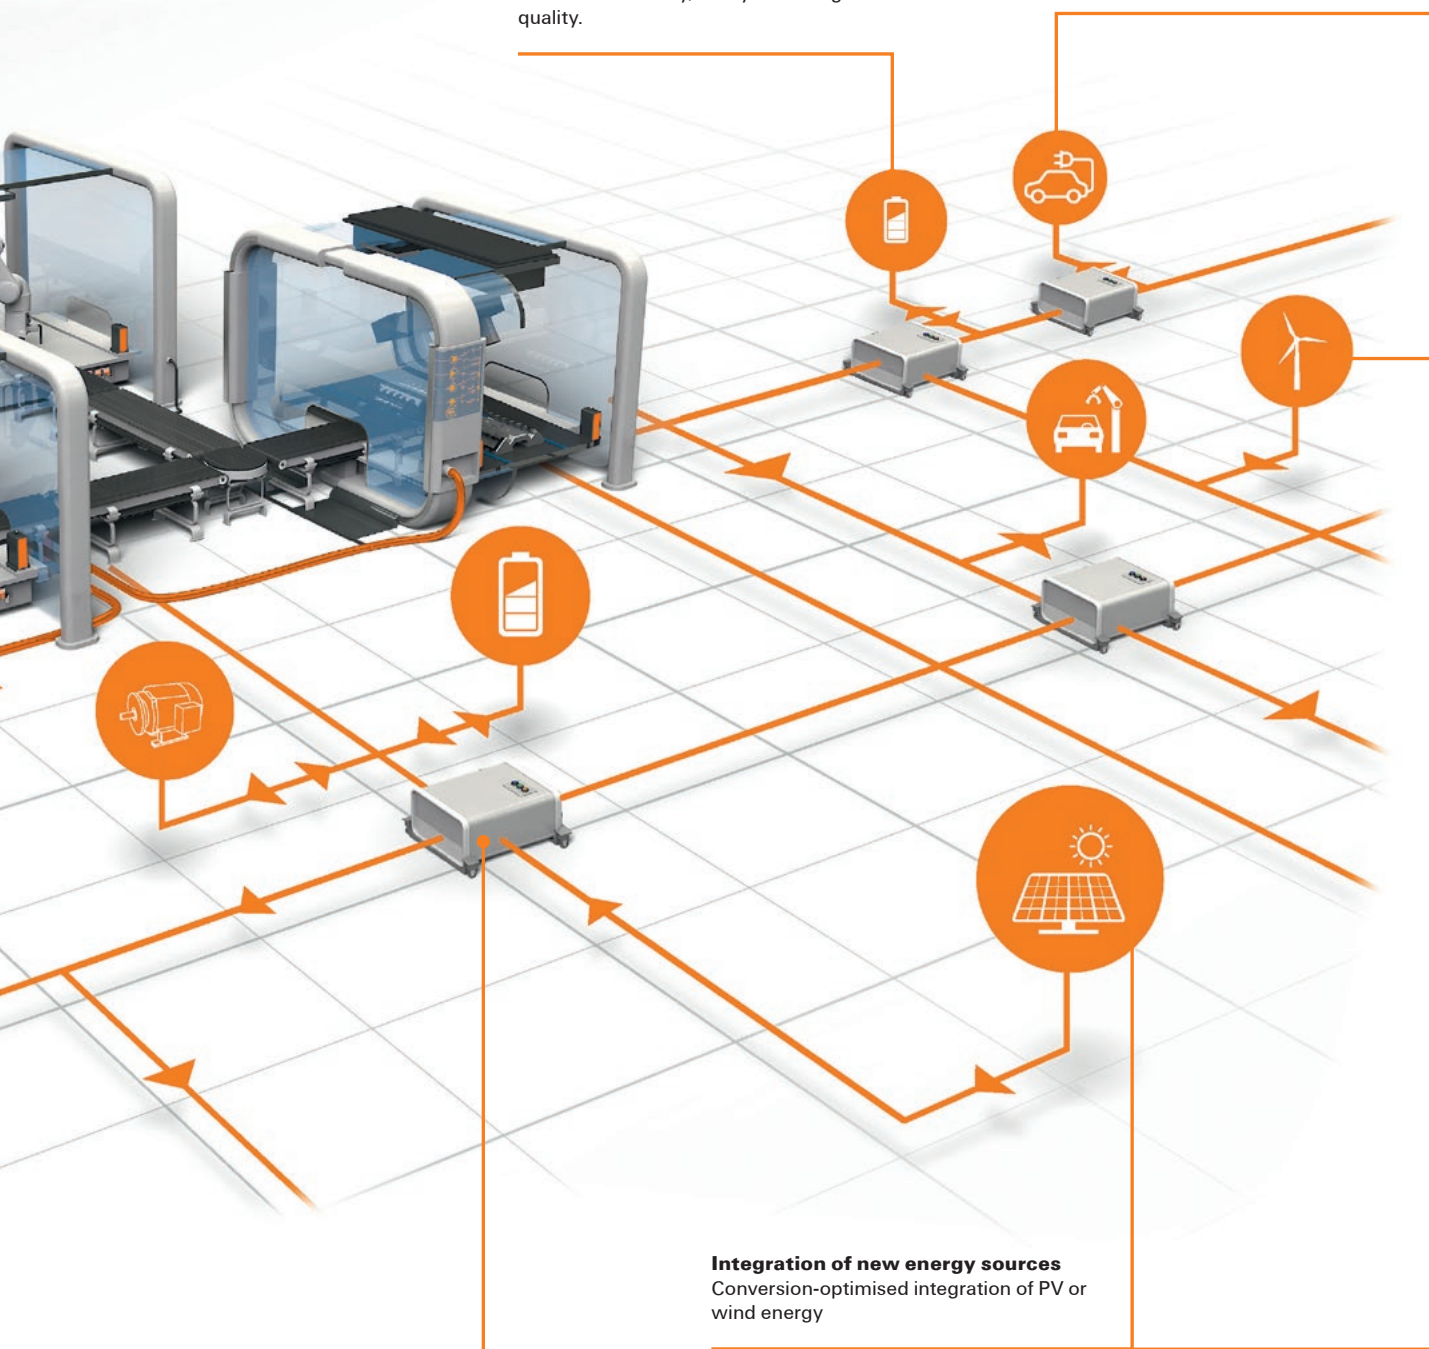 quality.
Integration of new energy sources
Conversion-optimised integration of PV or
wind energy